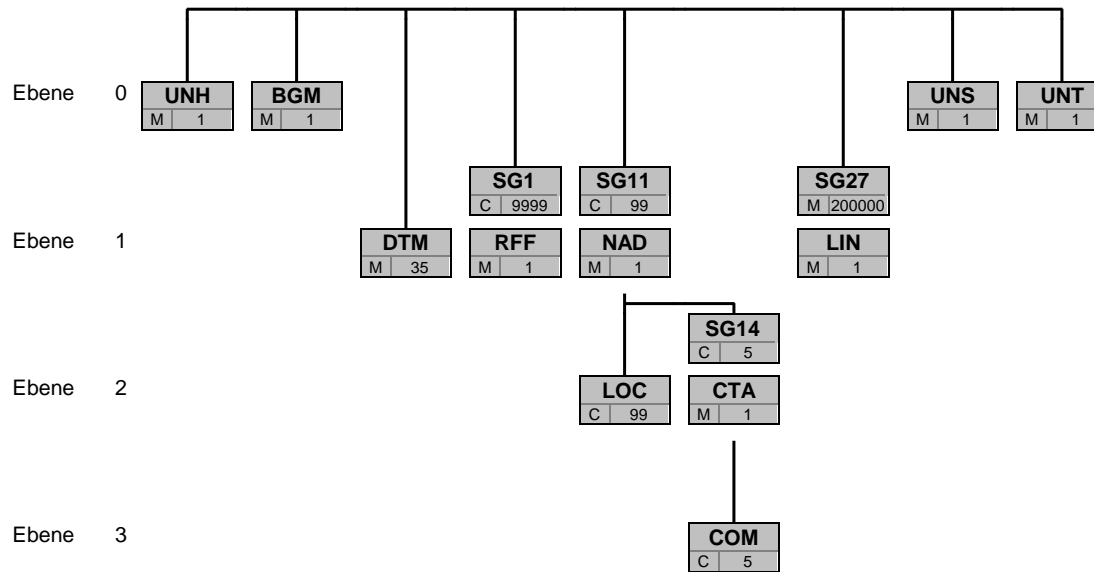 Ebene 0 UNH BGM UNS UNT
M 1 M 1 M 1 M 1
SG1 SG11 SG27
C 9999 C 99 M 200000
Ebene 1 DTM RFF NAD LIN
M 35 M 1 M 1 M 1
SG14
C 5
Ebene 2 LOC CTA
C 99 M 1
Ebene 3 COM
C 5